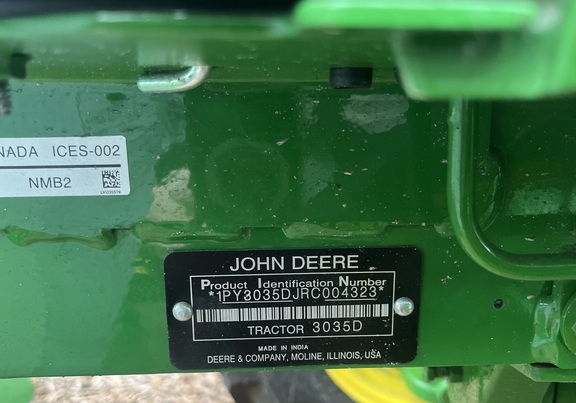 NADA ICES-002
NMB2
JOHN DEERE
Product Identification Number
*1PY3035DJRC004323*
TRACTOR 3035D
MADE IN INDIA
DEERE & COMPANY, MOLINE, ILLINOIS, USA